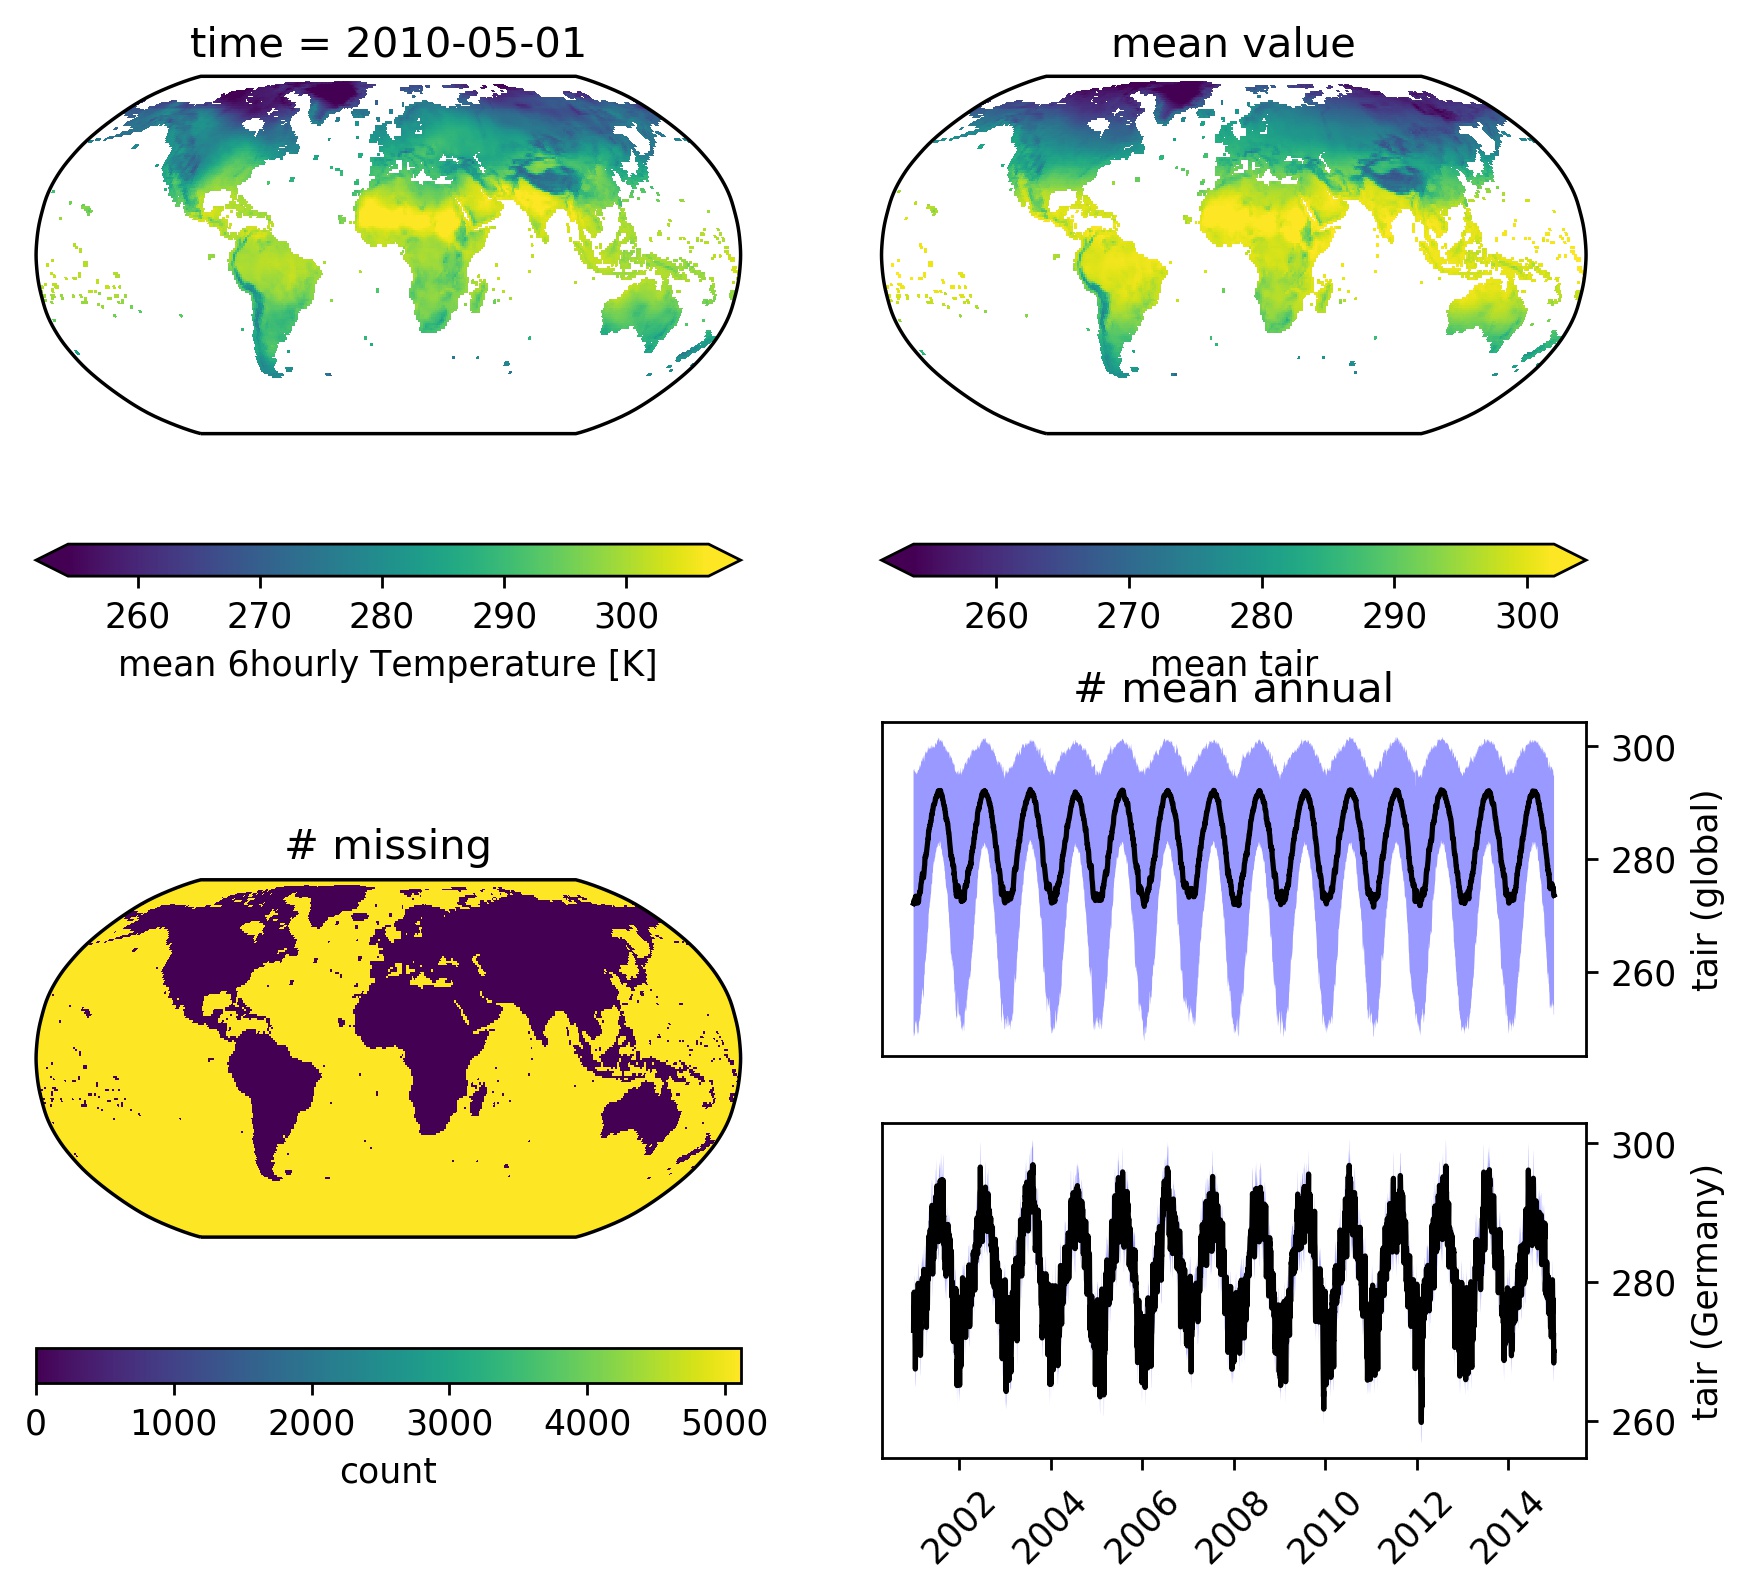 time = 2010-05-01
260 270 280 290 300
mean 6hourly Temperature [K]
mean value
260 270 280 290 300
mean tair
# missing
0 1000 2000 3000 4000 5000
count
# mean annual
300
280
260
tair (global)
300
280
260
tair (Germany)
2002 2004 2006 2008 2010 2012 2014